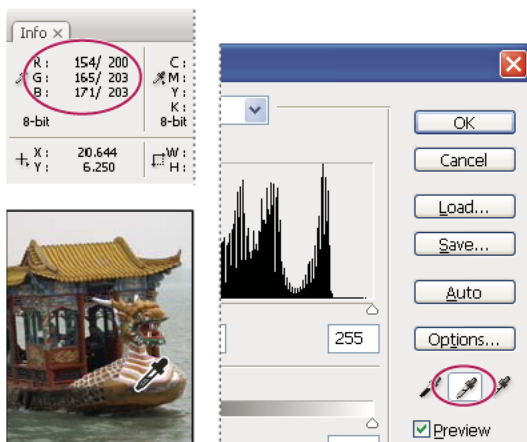 Info ×
R : 154/ 200
G : 165/ 203
B : 171/ 203
8-bit
C :
M :
Y :
K :
8-bit
X : 20.644
Y : 6.250
W :
H :
OK
Cancel
Load...
Save...
Auto
255
Options...
Preview